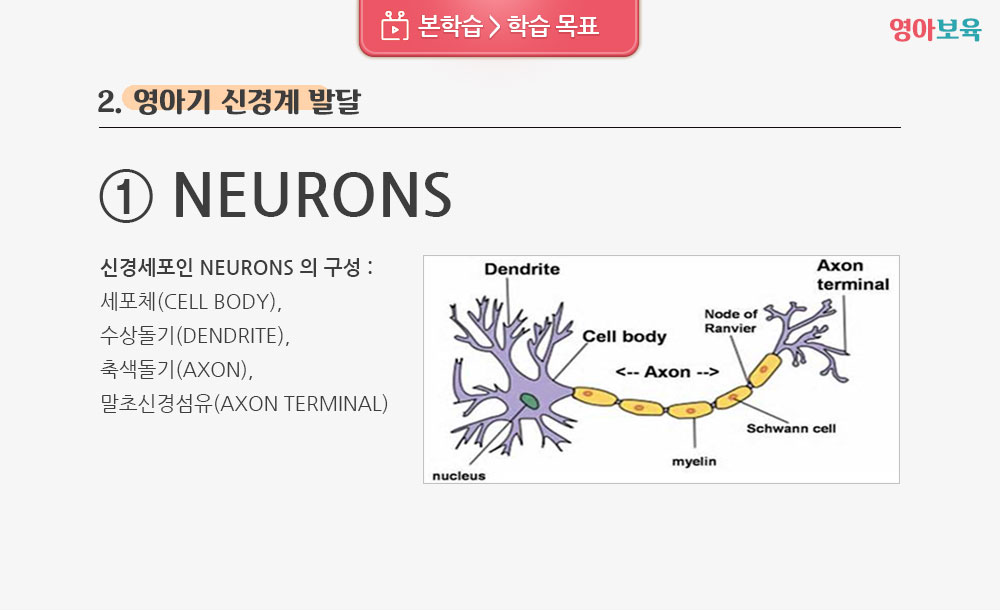 본학습 > 학습 목표
영아보육
2. 영아기 신경계 발달
① NEURONS
신경세포인 NEURONS 의 구성 :
세포체(CELL BODY),
수상돌기(DENDRITE),
축색돌기(AXON),
말초신경섬유(AXON TERMINAL)
Dendrite
Axon
terminal
Node of
Ranvier
Cell body
<-- Axon -->
Schwann cell
myelin
nucleus